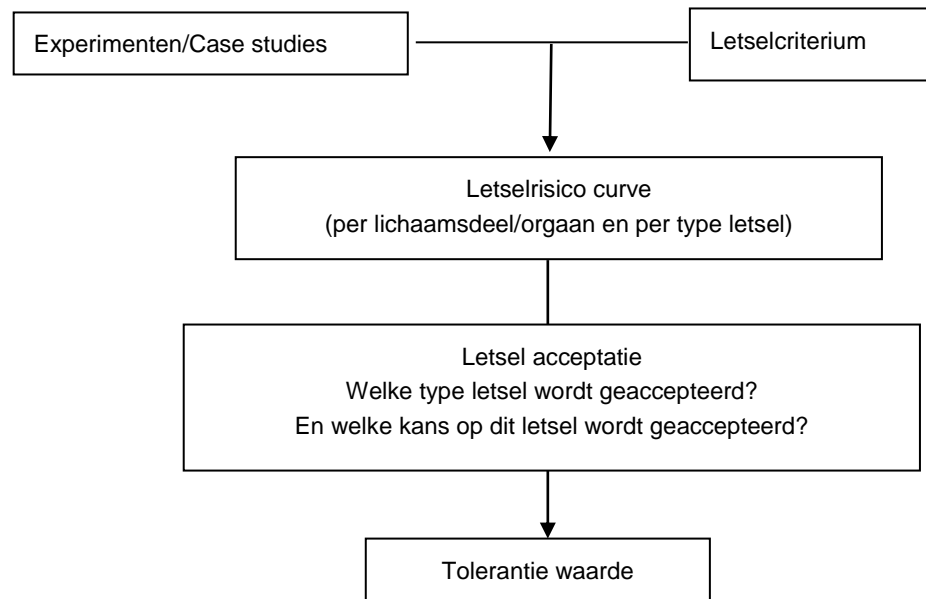 Experimenten/Case studies
Letselcriterium
Letselrisico curve
(per lichaamsdeel/orgaan en per type letsel)
Letsel acceptatie
Welke type letsel wordt geaccepteerd?
En welke kans op dit letsel wordt geaccepteerd?
Tolerantie waarde